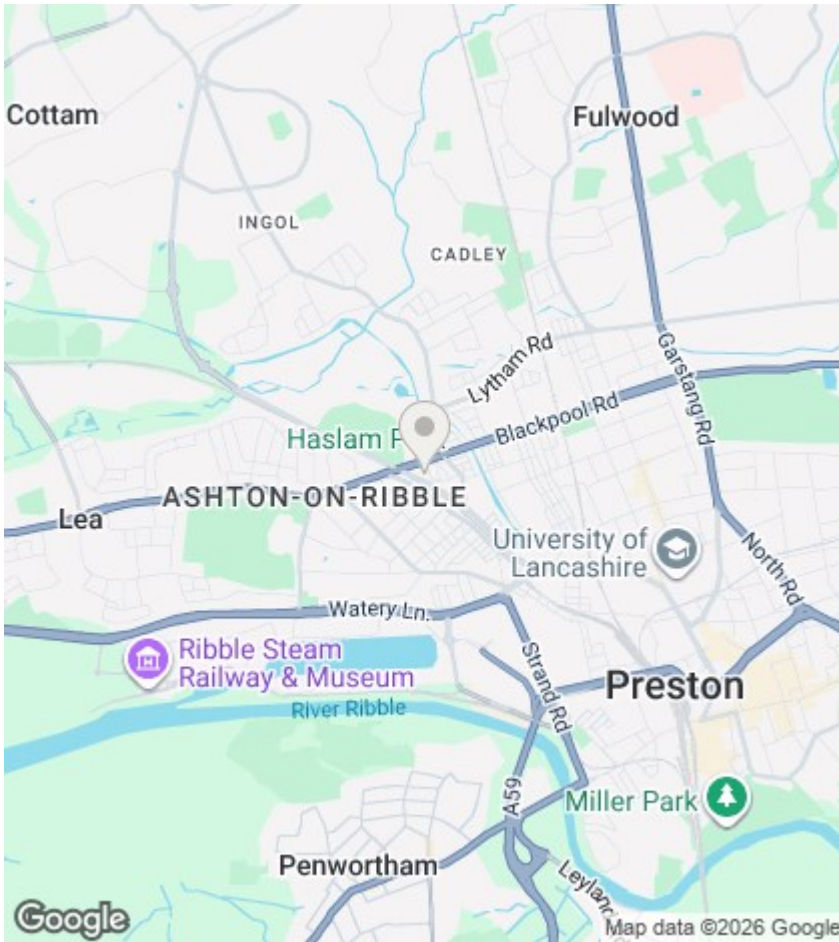 Cottam
Fulwood
INGOL
CADLEY
Lytham Rd
Garstang Rd
Blackpool Rd
Haslam P
ASHTON-ON-RIBBLE
Lea
University of
Lancashire
North Rd
Watery Ln.
Ribble Steam
Railway & Museum
Strand Rd
Preston
River Ribble
A59
Miller Park
Penwortham
Google
Map data ©2026 Google